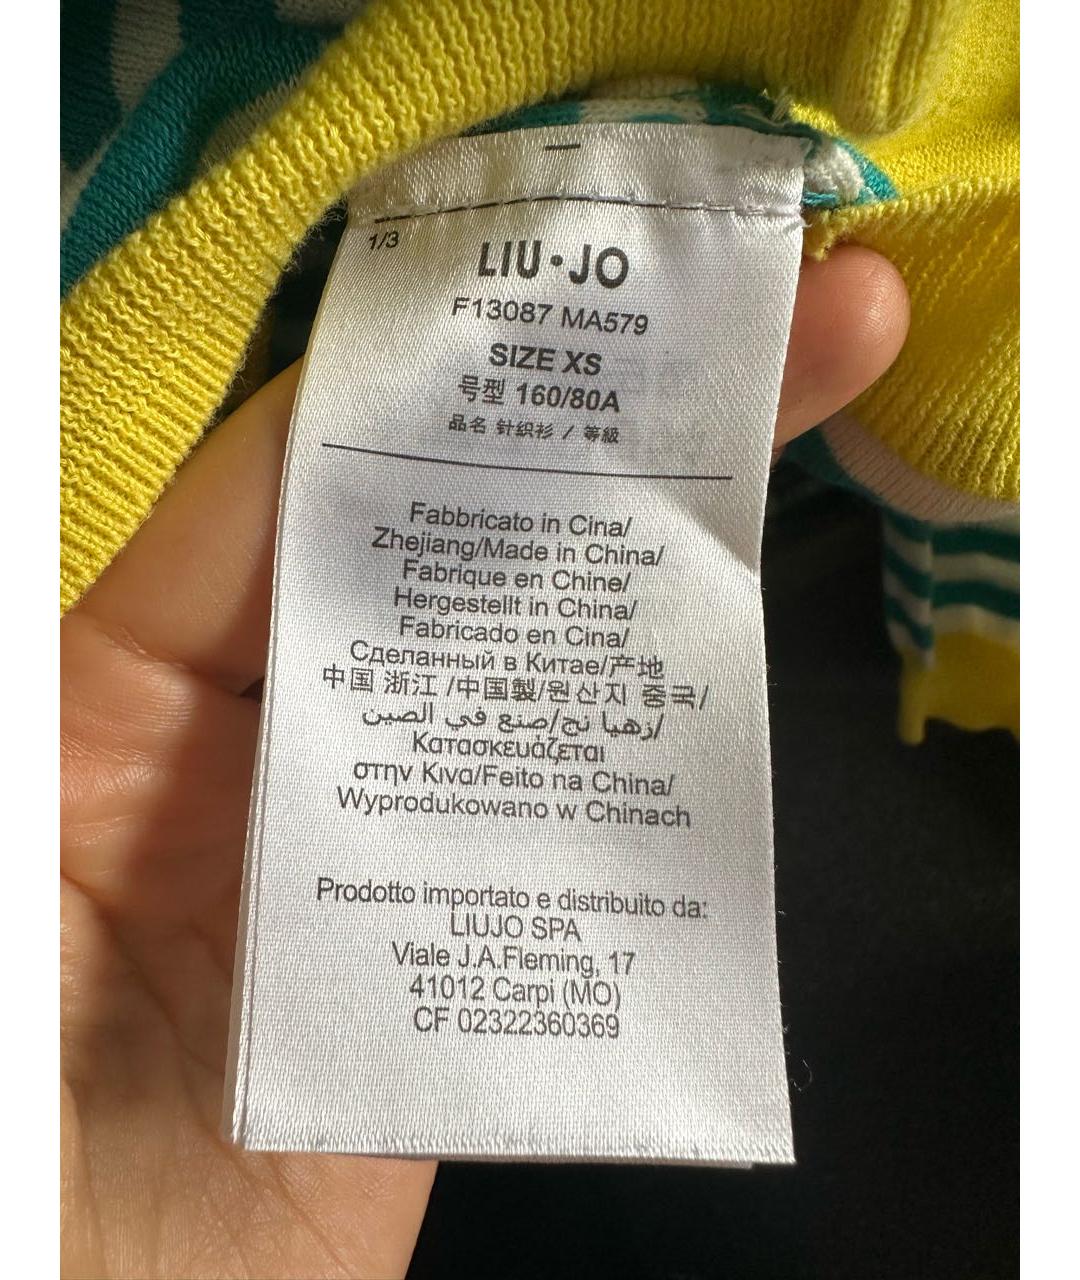 1/3
LIU·JO
F13087 MA579
SIZE XS
号型 160/80A
品名 针织衫 / 等級
Fabbricato in Cina/
Zhejiang/Made in China/
Fabrique en Chine/
Hergestellt in China/
Fabricado en Cina/
Сделанный в Китае/产地
中国 浙江 /中国製/원산지 중국/
زهبا نج/صنع في الصين/
Κατασκευάζεται
στην Κινα/Feito na China/
Wyprodukowano w Chinach
Prodotto importato e distribuito da:
LIUJO SPA
Viale J.A.Fleming, 17
41012 Carpi (MO)
CF 02322360369